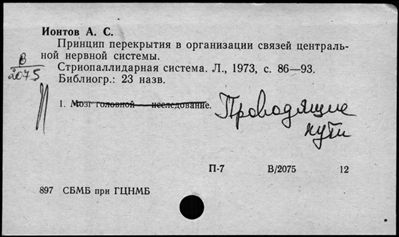 Ионтов А. С.
Принцип перекрытия в организации связей централь-
ной нервной системы.
В
2075
Стриопаллидарная система. Л., 1973, с. 86—93.
Библиогр.: 23 назв.
1. Мозг головной — исследование.
Проводящие
пути
П-7 В/2075 12
897 СБМБ при ГЦНМБ